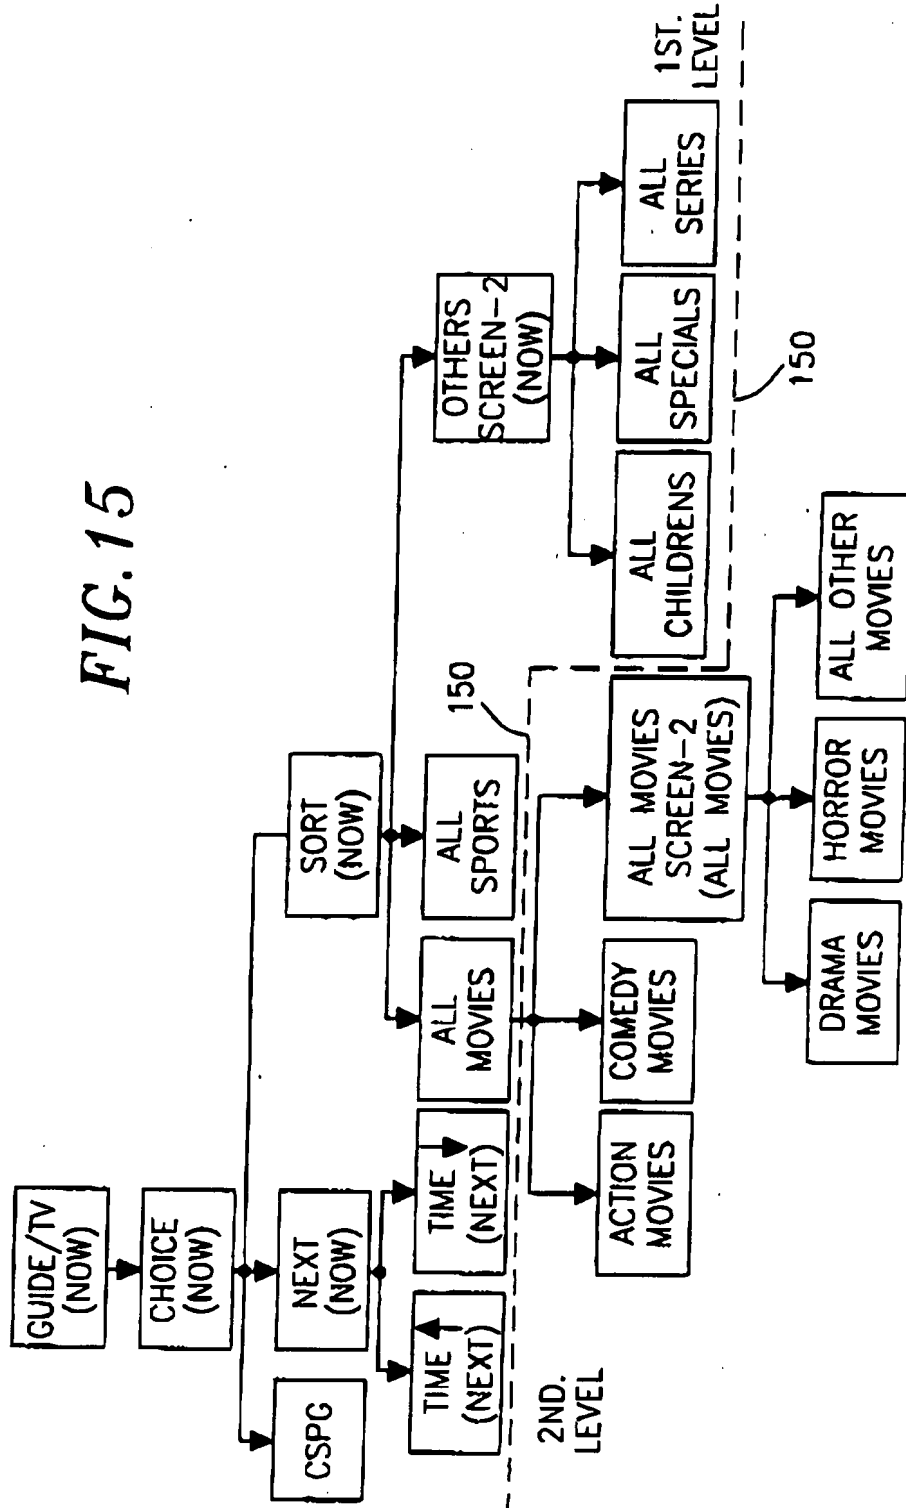 FIG. 15
GUIDE/TV
(NOW)
CHOICE
(NOW)
CSPG
NEXT
(NOW)
SORT
(NOW)
TIME
(NEXT)
TIME
(NEXT)
ALL
MOVIES
ALL
SPORTS
OTHERS
SCREEN-2
(NOW)
150
ALL
CHILDRENS
ALL
SPECIALS
ALL
SERIES
1ST.
LEVEL
150
2ND.
LEVEL
ACTION
MOVIES
COMEDY
MOVIES
ALL MOVIES
SCREEN-2
(ALL MOVIES)
DRAMA
MOVIES
HORROR
MOVIES
ALL OTHER
MOVIES